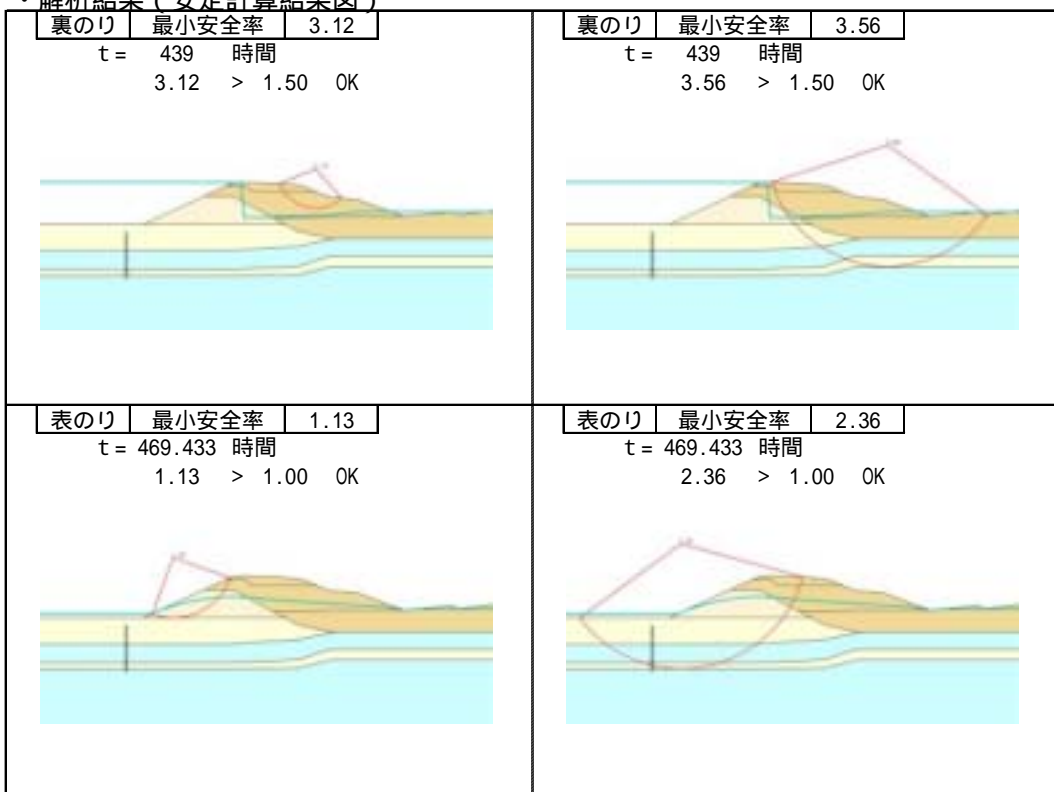 ・解析結果（安定計算結果図）
裏のり 最小安全率 3.12
t = 439 時間
3.12 > 1.50 OK
裏のり 最小安全率 3.56
t = 439 時間
3.56 > 1.50 OK
表のり 最小安全率 1.13
t = 469.433 時間
1.13 > 1.00 OK
表のり 最小安全率 2.36
t = 469.433 時間
2.36 > 1.00 OK